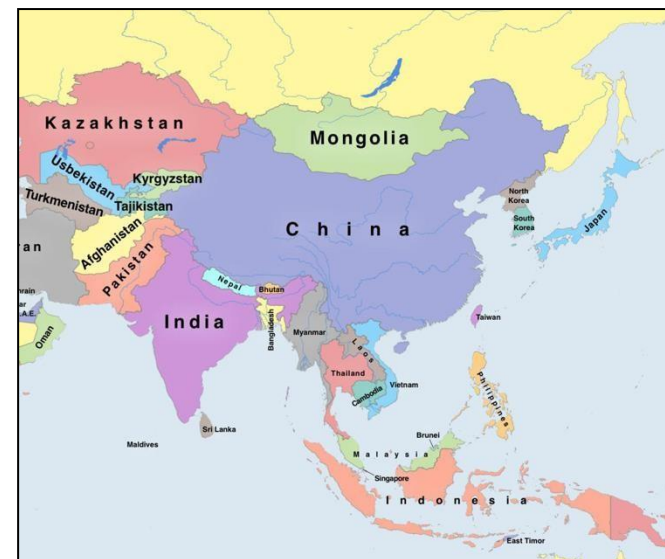 Kazakhstan
Mongolia
Usbekistan
Kyrgyzstan
Turkmenistan
Tajikistan
North
Korea
South
Korea
Japan
China
Afghanistan
ran
Pakistan
Nepal
Bhutan
rain
ar
.A.E.
Oman
India
Bangladesh
Myanmar
Taiwan
Laos
Thailand
Cambodia
Vietnam
Philippines
Sri Lanka
Maldives
Brunei
Malaysia
Singapore
Indonesia
East Timor